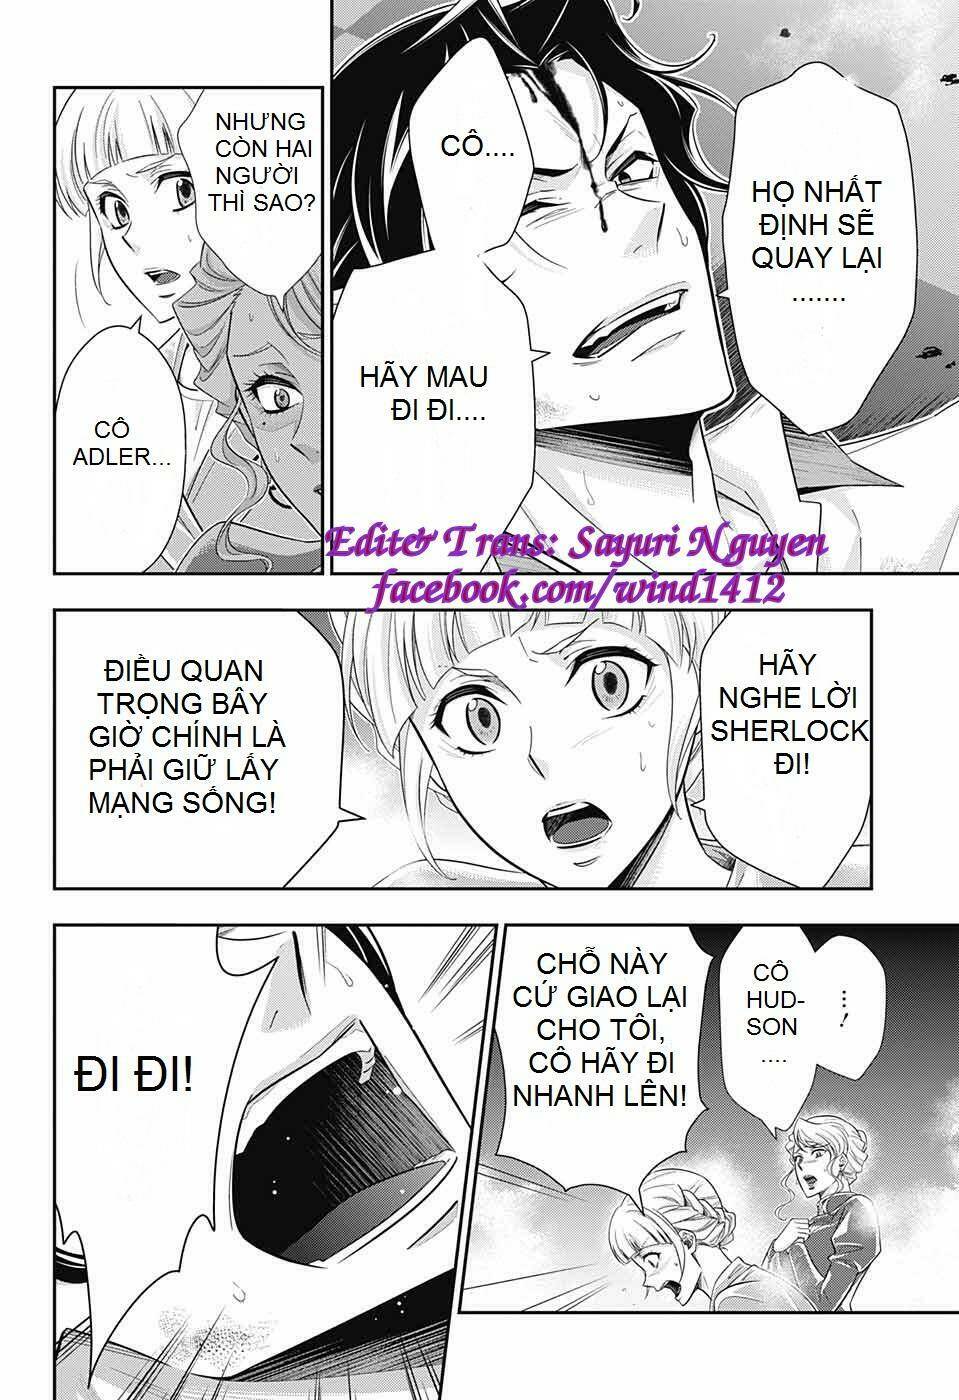 HỌ NHẤT
ĐỊNH SẼ
QUAY LẠI
.......
CÔ....
HÃY MAU
ĐI ĐI....
NHƯNG
CÒN HAI
NGƯỜI
THÌ SAO?
CÔ
ADLER...
Edit& Trans: Sayuri Nguyen
facebook.com/wind1412
HÃY
NGHE LỜI
SHERLOCK
ĐI!
ĐIỀU QUAN
TRỌNG BÂY
GIỜ CHÍNH LÀ
PHẢI GIỮ LẤY
MẠNG SỐNG!
...!
CÔ
HUD-
SON
....
CHỖ NÀY
CỨ GIAO LẠI
CHO TÔI,
CÔ HÃY ĐI
NHANH LÊN!
ĐI ĐI!